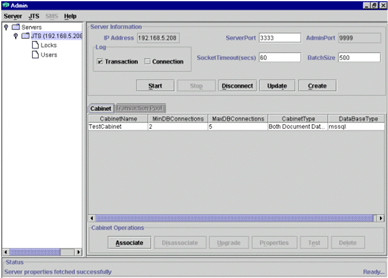 Admin
Server JTS SMS Help
Servers
JTS (192.168.5.208)
Locks
Users
Server Information
IP Address 192.168.5.208 ServerPort 3333 AdminPort 9999
Log
Transaction Connection
SocketTimeout(secs) 60 BatchSize 500
Start Stop Disconnect Update Create
Cabinet Transaction Pool
CabinetName MinDBConnections MaxDBConnections CabinetType DataBaseType
TestCabinet 2 5 Both Document Dat... mssql
Cabinet Operations
Associate Disassociate Upgrade Properties Test Delete
Status
Server properties fetched successfully Ready...